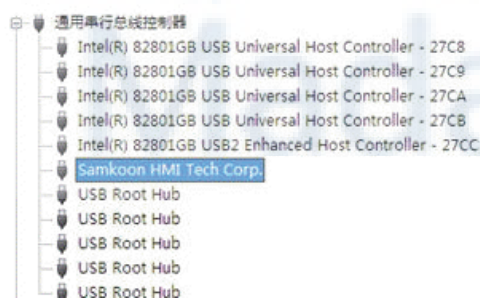 通用串行总线控制器
Intel(R) 82801GB USB Universal Host Controller - 27C8
Intel(R) 82801GB USB Universal Host Controller - 27C9
Intel(R) 82801GB USB Universal Host Controller - 27CA
Intel(R) 82801GB USB Universal Host Controller - 27CB
Intel(R) 82801GB USB2 Enhanced Host Controller - 27CC
Samkoon HMI Tech Corp.
USB Root Hub
USB Root Hub
USB Root Hub
USB Root Hub
USB Root Hub